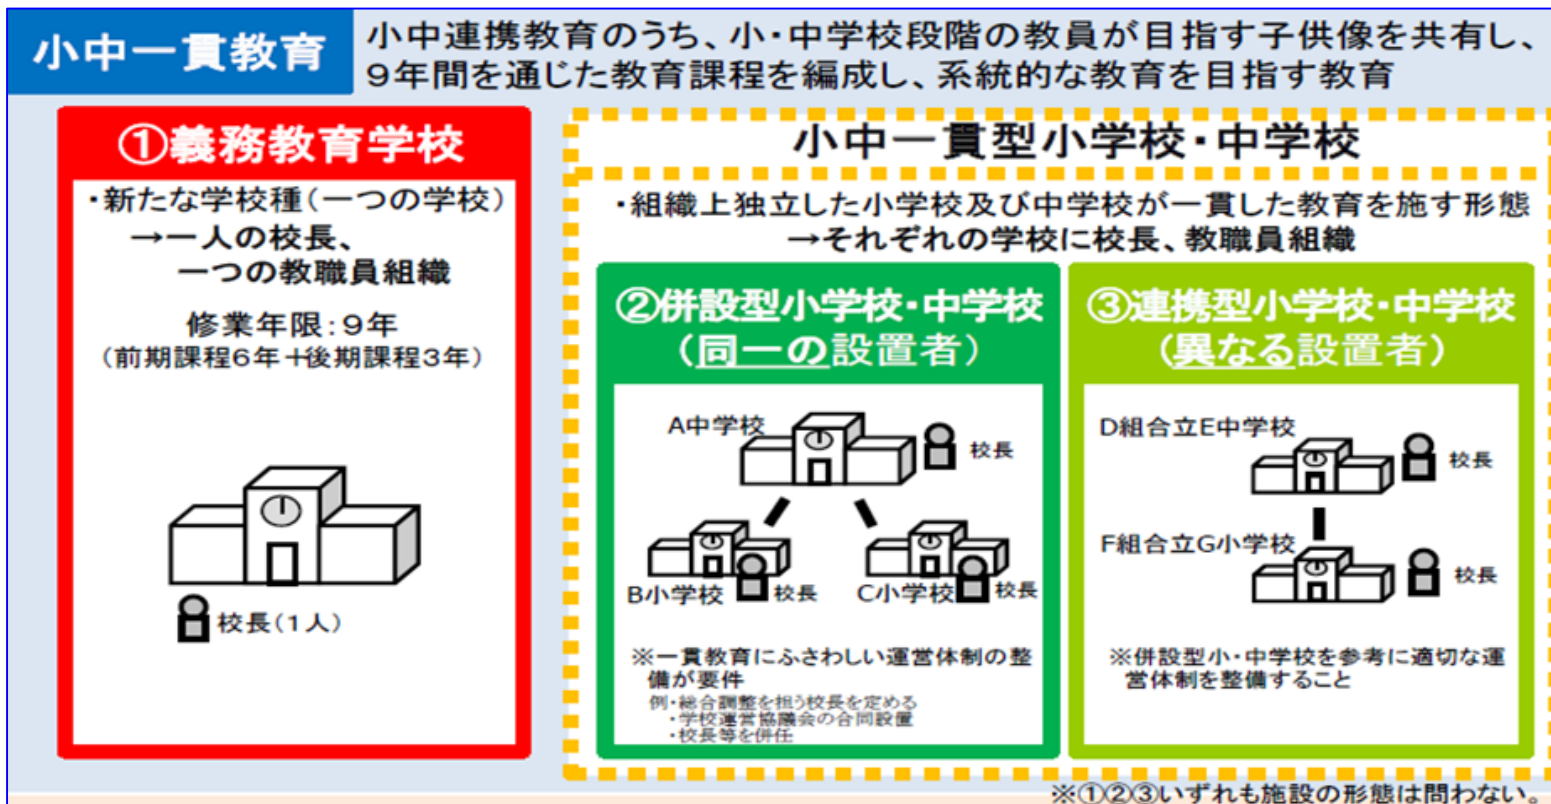 小中一貫教育
小中連携教育のうち、小・中学校段階の教員が目指す子供像を共有し、
９年間を通じた教育課程を編成し、系統的な教育を目指す教育
①義務教育学校
・新たな学校種（一つの学校）
→一人の校長、
一つの教職員組織
修業年限：９年
（前期課程６年＋後期課程３年）
校長（１人）
小中一貫型小学校・中学校
・組織上独立した小学校及び中学校が一貫した教育を施す形態
→それぞれの学校に校長、教職員組織
②併設型小学校・中学校
（同一の設置者）
A中学校
校長
B小学校
校長
C小学校
校長
※一貫教育にふさわしい運営体制の整
備が要件
例・総合調整を担う校長を定める
・学校運営協議会の合同設置
・校長等を併任
③連携型小学校・中学校
（異なる設置者）
D組合立E中学校
校長
F組合立G小学校
校長
※併設型小・中学校を参考に適切な運
営体制を整備すること
※①②③いずれも施設の形態は問わない。